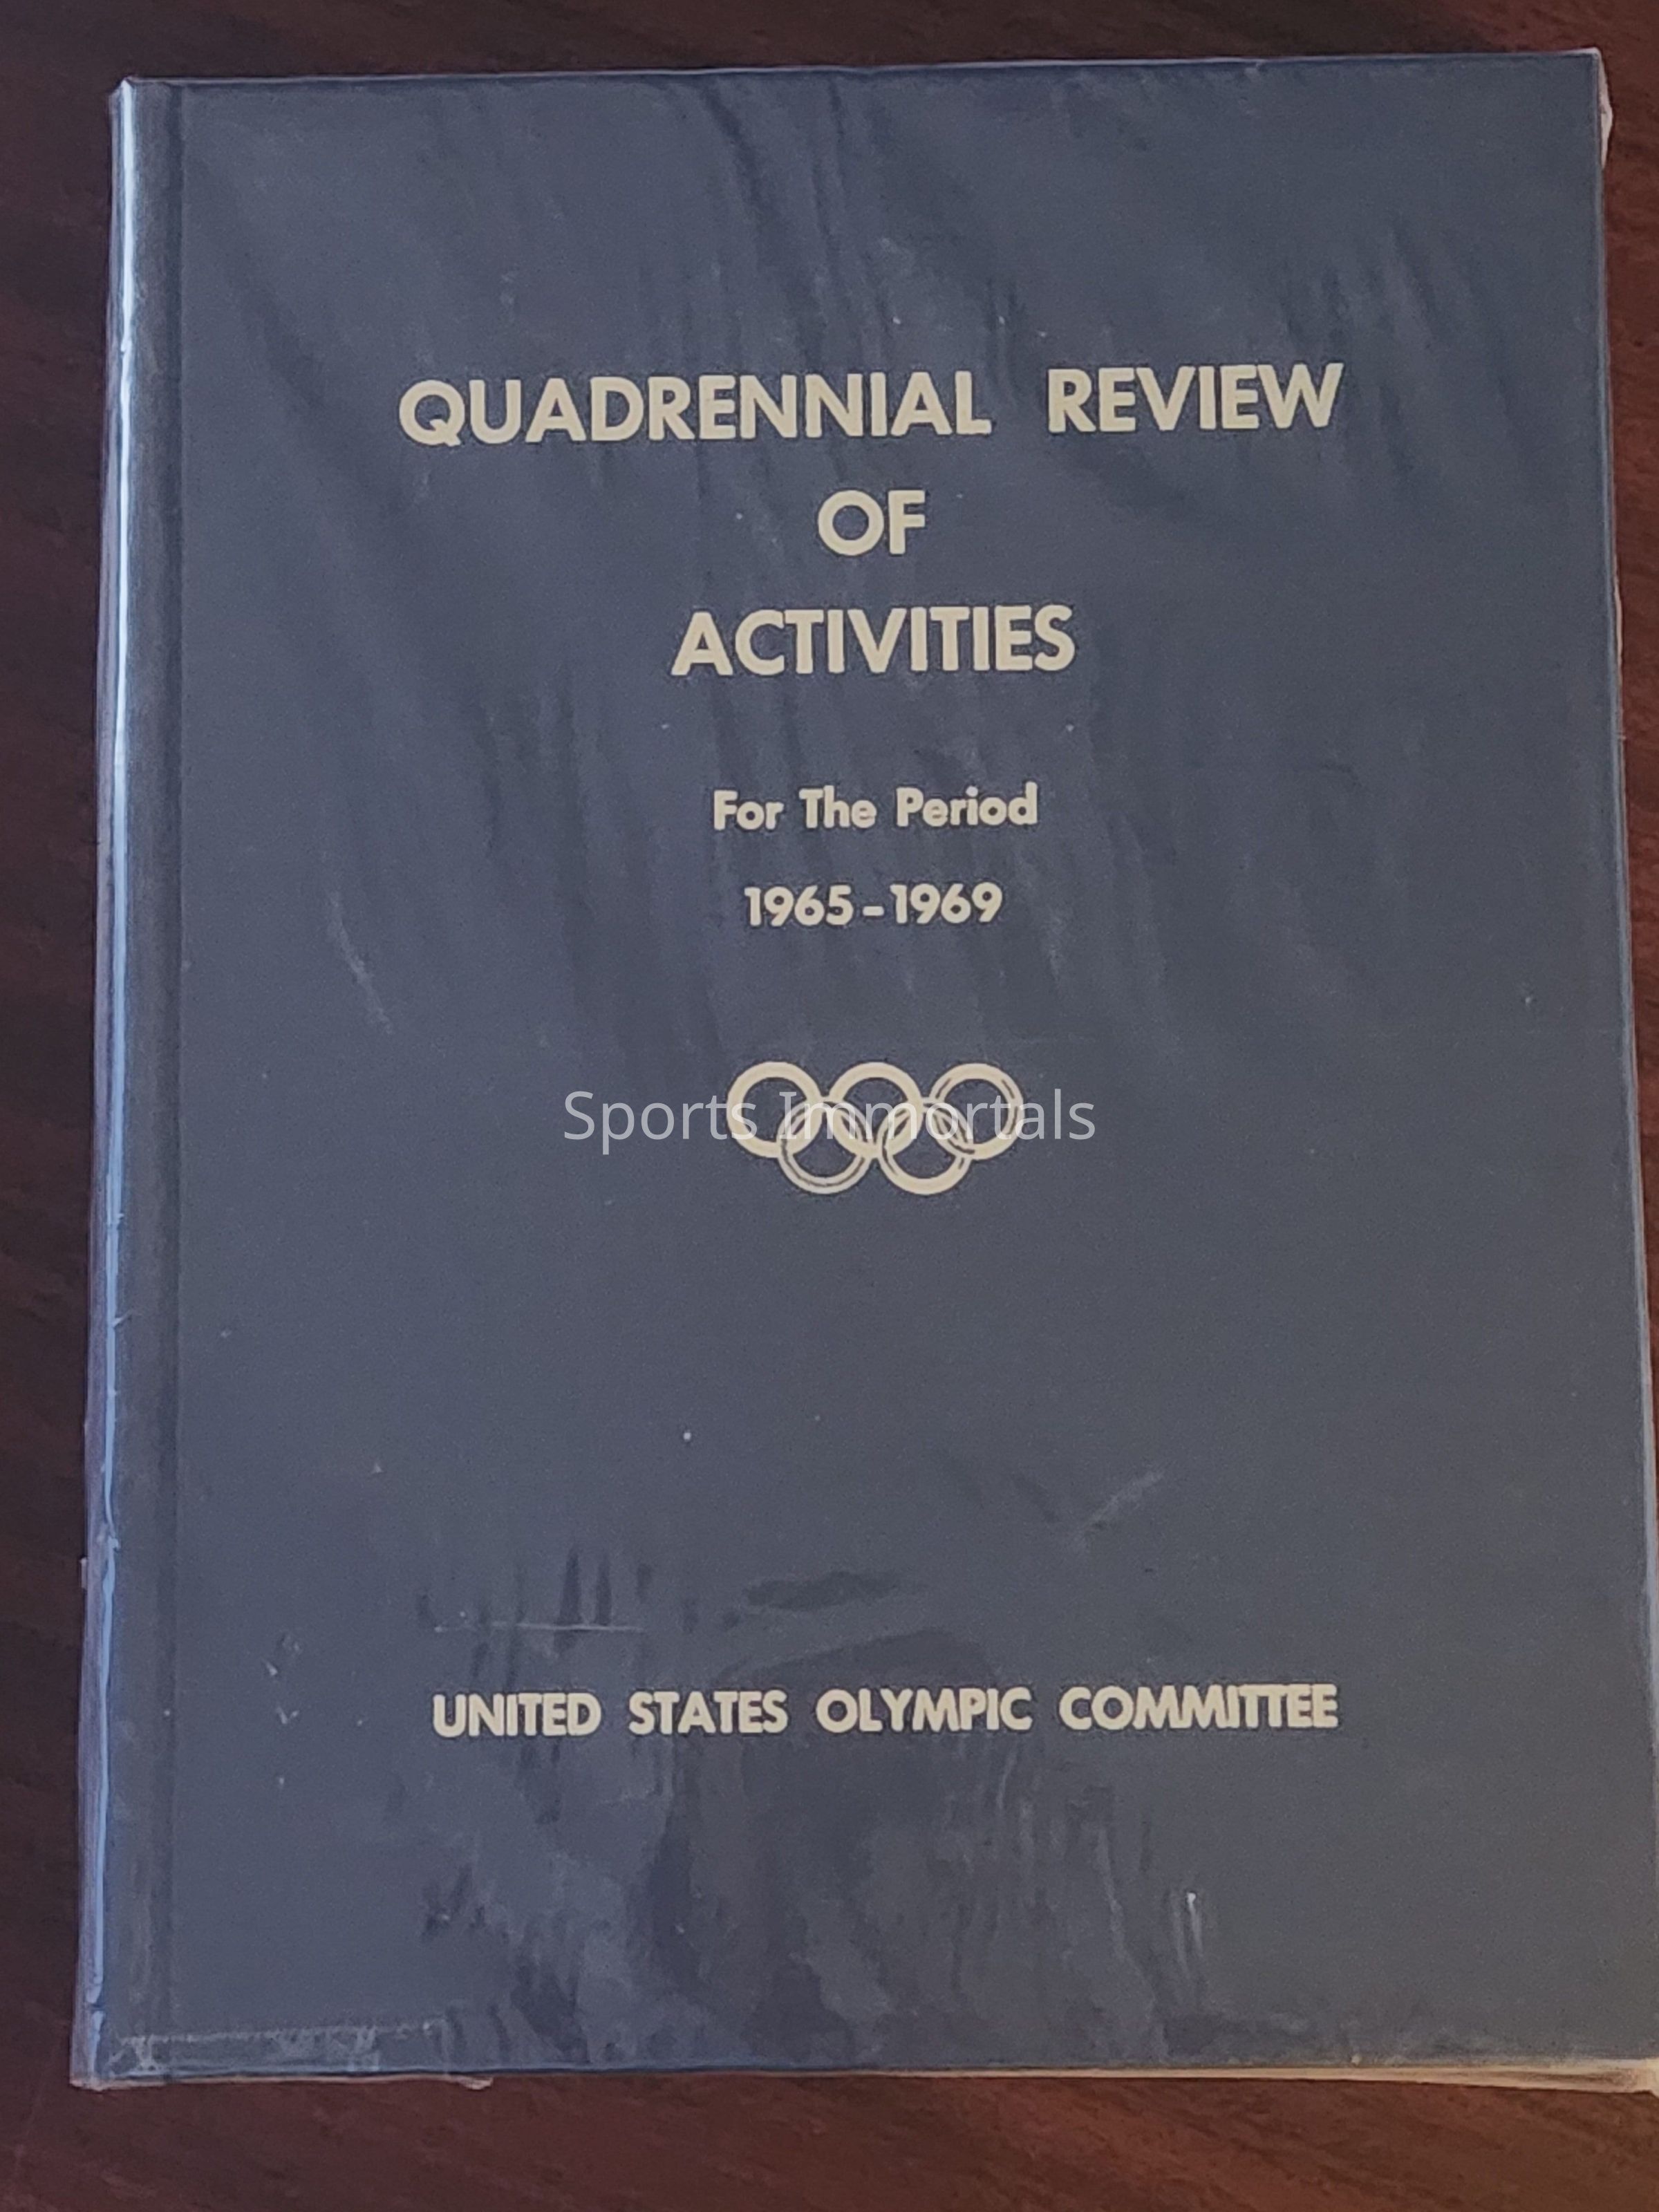 QUADRENNIAL REVIEW
OF
ACTIVITIES
For The Period
1965-1969
Sports Immortals
UNITED STATES OLYMPIC COMMITTEE